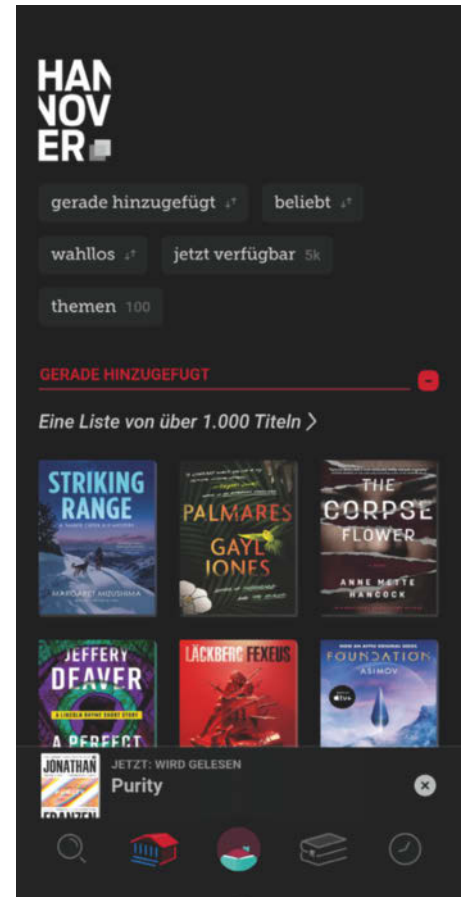 HAN
NOV
ER
gerade hinzugefügt
beliebt
wahllos
jetzt verfügbar 5k
themen 100
GERADE HINZUGEFUGT
Eine Liste von über 1.000 Titeln >
STRIKING
RANGE
MARGARET MIZUSHIMA
PALMARES
GAYL
JONES
THE
CORPSE
FLOWER
ANNE METTE
HANCOCK
JEFFERY
DEAVER
A LINCOLN RHYME SHORT STORY
A PERFECT
LÄCKBERG FEXEUS
FOUNDATION
ASIMOV
JONATHAN
FRANZEN
JETZT: WIRD GELESEN
Purity